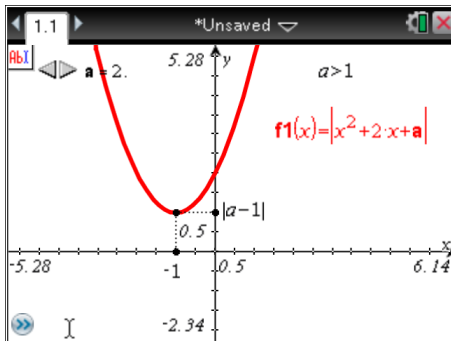 1.1 *Unsaved
AbI
a = 2.
5.28 y
a>1
f1(x)=|x²+2·x+a|
|a−1|
0.5
x
-5.28 -1 0.5 6.14
-2.34